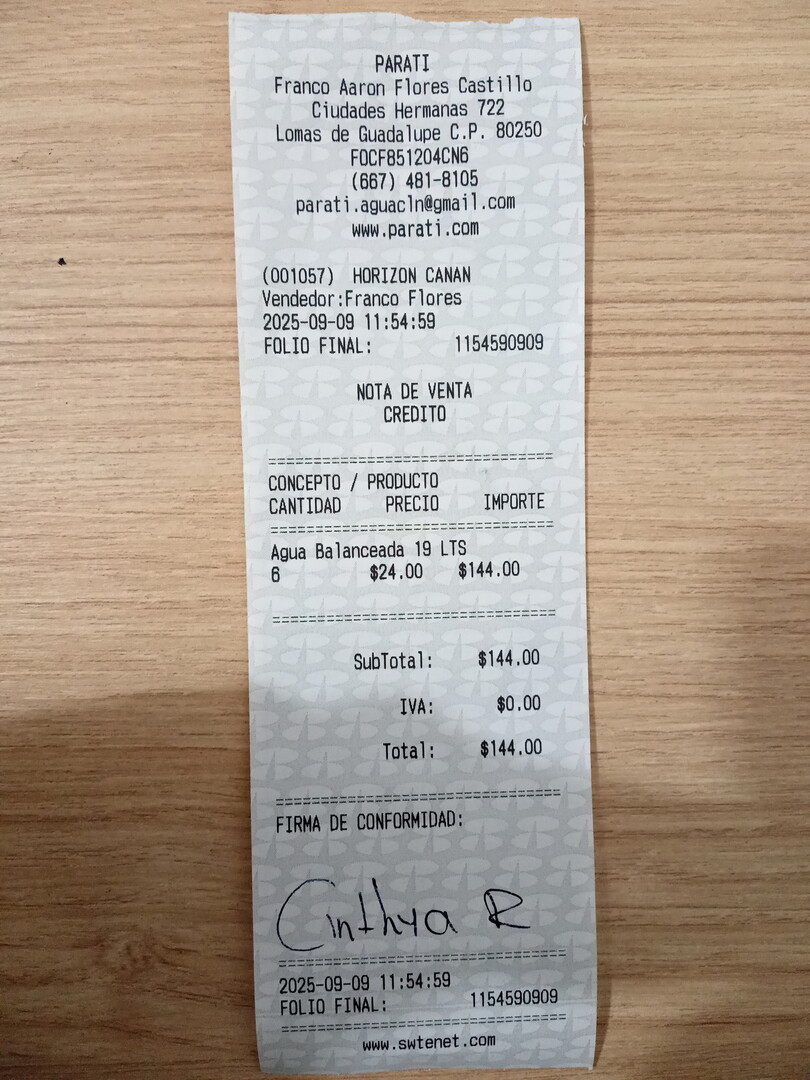 PARATI
Franco Aaron Flores Castillo
Ciudades Hermanas 722
Lomas de Guadalupe C.P. 80250
FOCF851204CN6
(667) 481-8105
parati.aguacln@gmail.com
www.parati.com
(001057) HORIZON CANAN
Vendedor:Franco Flores
2025-09-09 11:54:59
FOLIO FINAL: 1154590909
NOTA DE VENTA
CREDITO
================================
CONCEPTO / PRODUCTO
CANTIDAD PRECIO IMPORTE
================================
Agua Balanceada 19 LTS
6 $24.00 $144.00
================================
SubTotal: $144.00
IVA: $0.00
Total: $144.00
================================
FIRMA DE CONFORMIDAD:
Cinthya R
================================
2025-09-09 11:54:59
FOLIO FINAL: 1154590909
================================
www.swtenet.com